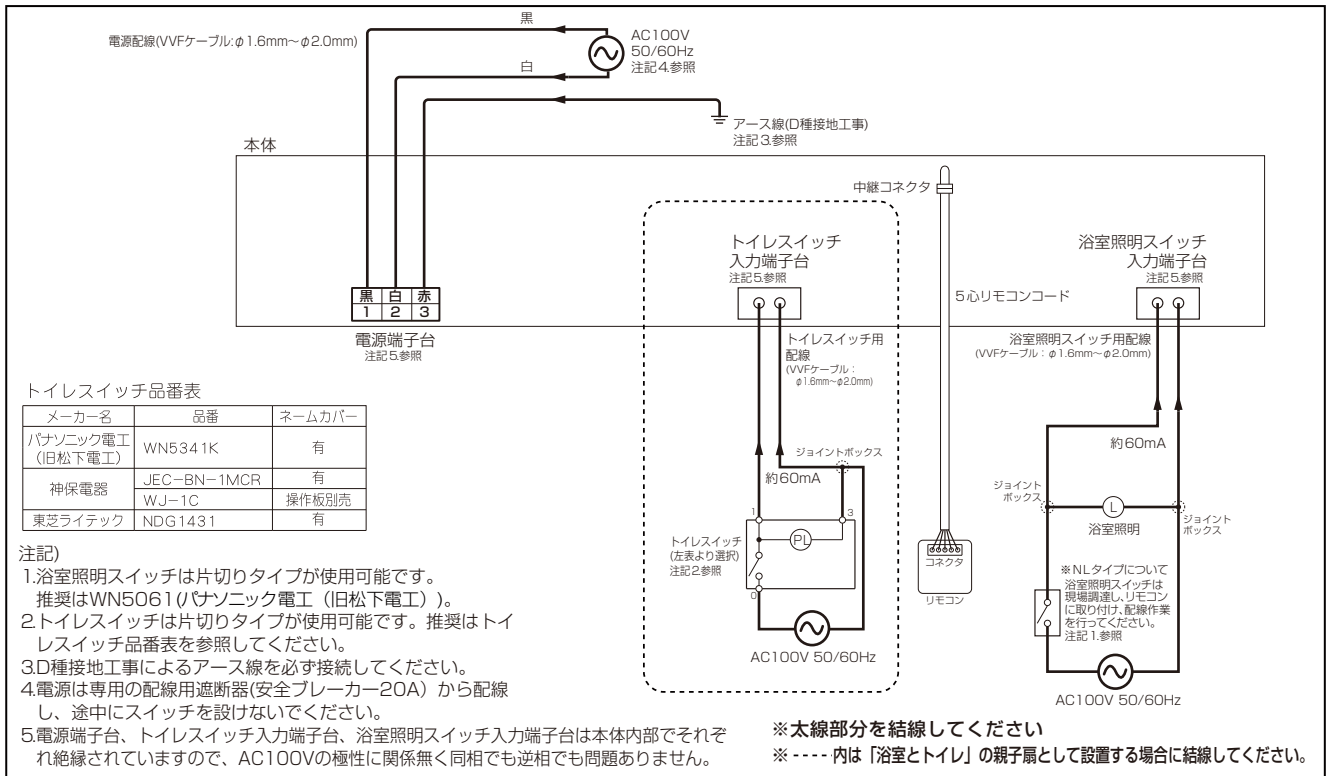 黒
電源配線(VVFケーブル:φ1.6mm〜φ2.0mm)
AC100V
50/60Hz
注記4.参照
白
アース線(D種接地工事)
注記3.参照
本体
中継コネクタ
トイレスイッチ
入力端子台
注記5.参照
浴室照明スイッチ
入力端子台
注記5.参照
5心リモコンコード
黒 白 赤
1 2 3
電源端子台
注記5.参照
トイレスイッチ用
配線
(VVFケーブル：
φ1.6mm〜φ2.0mm)
浴室照明スイッチ用配線
(VVFケーブル：φ1.6mm〜φ2.0mm)
トイレスイッチ品番表
メーカー名 品番 ネームカバー
パナソニック電工
（旧松下電工） WN5341K 有
神保電器 JEC−BN−1MCR 有
WJ−1C 操作板別売
東芝ライテック NDG1431 有
ジョイントボックス
約60mA
1 3
PL
トイレスイッチ
(左表より選択)
注記2.参照
0
AC100V 50/60Hz
コネクタ
リモコン
約60mA
ジョイント
ボックス
L
浴室照明
ジョイント
ボックス
※NLタイプについて
浴室照明スイッチは
現場調達し、リモコン
に取り付け、配線作業
を行ってください。
注記1.参照
AC100V 50/60Hz
注記)
1.浴室照明スイッチは片切りタイプが使用可能です。
推奨はWN5061(パナソニック電工（旧松下電工）)。
2.トイレスイッチは片切りタイプが使用可能です。推奨はトイ
レスイッチ品番表を参照してください。
3.D種接地工事によるアース線を必ず接続してください。
4.電源は専用の配線用遮断器(安全ブレーカー20A）から配線
し、途中にスイッチを設けないでください。
5.電源端子台、トイレスイッチ入力端子台、浴室照明スイッチ入力端子台は本体内部でそれぞ
れ絶縁されていますので、AC100Vの極性に関係無く同相でも逆相でも問題ありません。
※太線部分を結線してください
※-----内は「浴室とトイレ」の親子扇として設置する場合に結線してください。